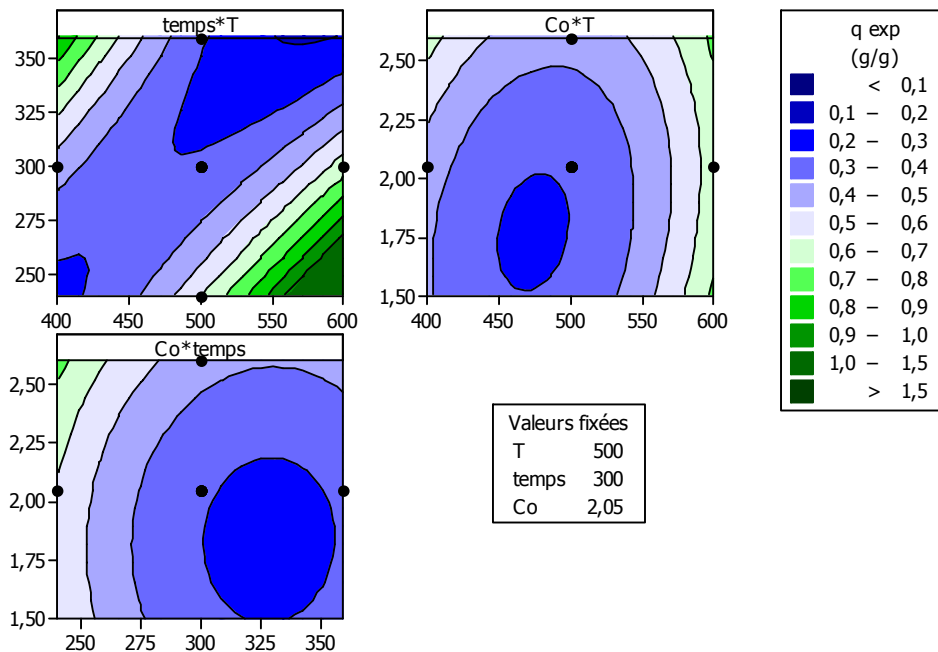 temps*T
350
325
300
275
250
400 450 500 550 600
Co*T
2,50
2,25
2,00
1,75
1,50
400 450 500 550 600
Co*temps
2,50
2,25
2,00
1,75
1,50
250 275 300 325 350
Valeurs fixées
T 500
temps 300
Co 2,05
q exp
(g/g)
< 0,1
0,1 – 0,2
0,2 – 0,3
0,3 – 0,4
0,4 – 0,5
0,5 – 0,6
0,6 – 0,7
0,7 – 0,8
0,8 – 0,9
0,9 – 1,0
1,0 – 1,5
> 1,5